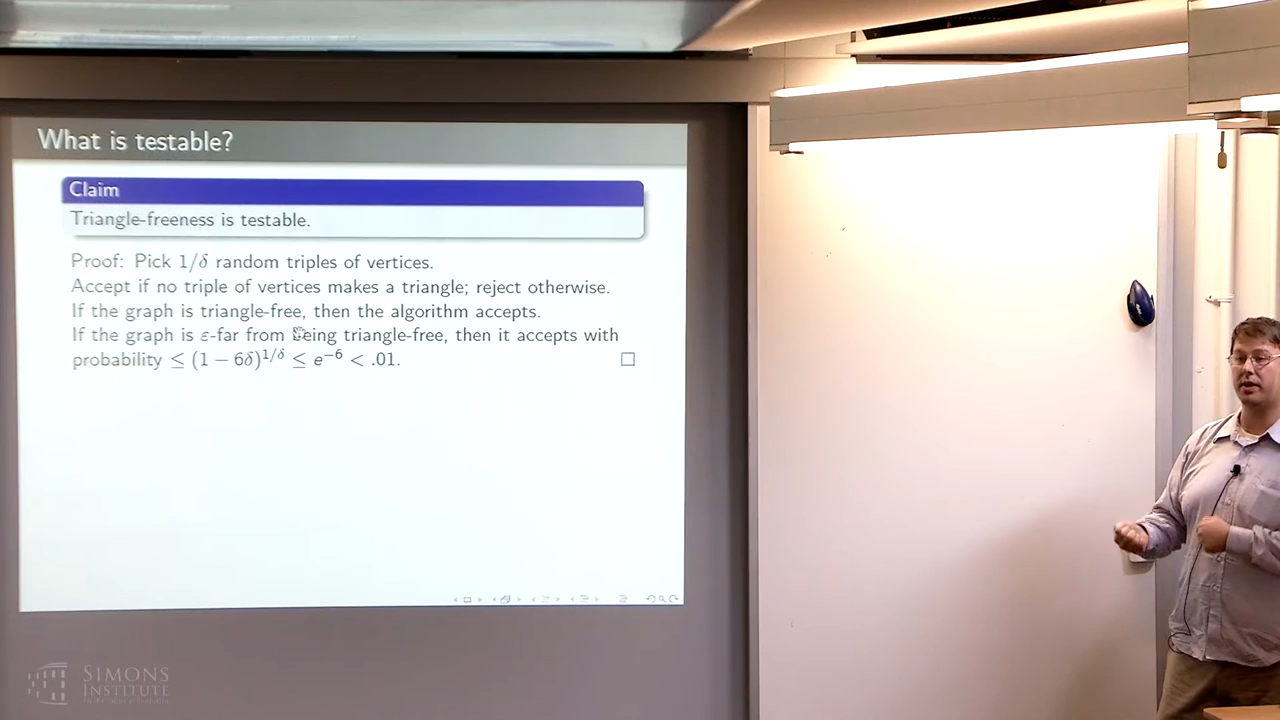 What is testable?
Claim
Triangle-freeness is testable.
Proof: Pick 1/δ random triples of vertices.
Accept if no triple of vertices makes a triangle; reject otherwise.
If the graph is triangle-free, then the algorithm accepts.
If the graph is ε-far from being triangle-free, then it accepts with
probability ≤ (1 − 6δ)^{1/δ} ≤ e^{−6} < .01. □
SIMONS
INSTITUTE